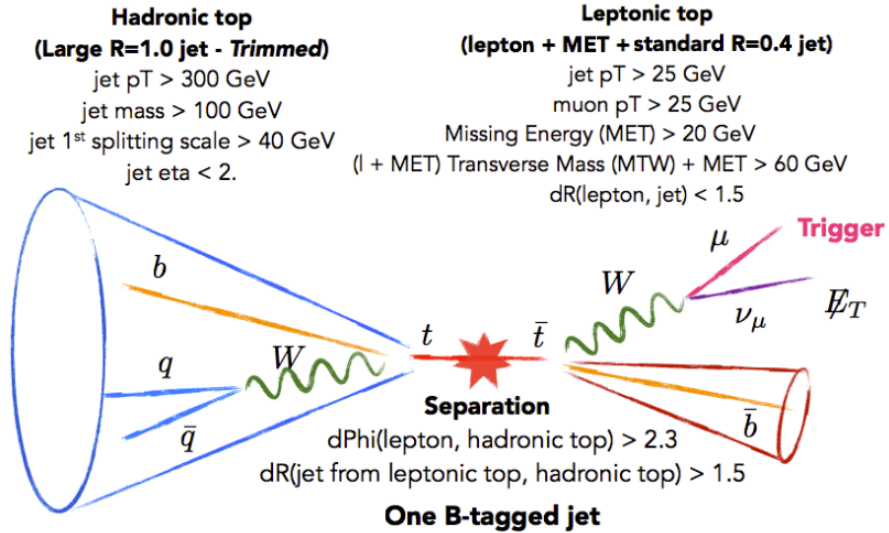 Hadronic top
(Large R=1.0 jet - Trimmed)
jet pT > 300 GeV
jet mass > 100 GeV
jet 1st splitting scale > 40 GeV
jet eta < 2.
Leptonic top
(lepton + MET + standard R=0.4 jet)
jet pT > 25 GeV
muon pT > 25 GeV
Missing Energy (MET) > 20 GeV
(l + MET) Transverse Mass (MTW) + MET > 60 GeV
dR(lepton, jet) < 1.5
b
q
q̄
W
t
t̄
W
μ
Trigger
ν_μ
E̸_T
b̄
Separation
dPhi(lepton, hadronic top) > 2.3
dR(jet from leptonic top, hadronic top) > 1.5
One B-tagged jet